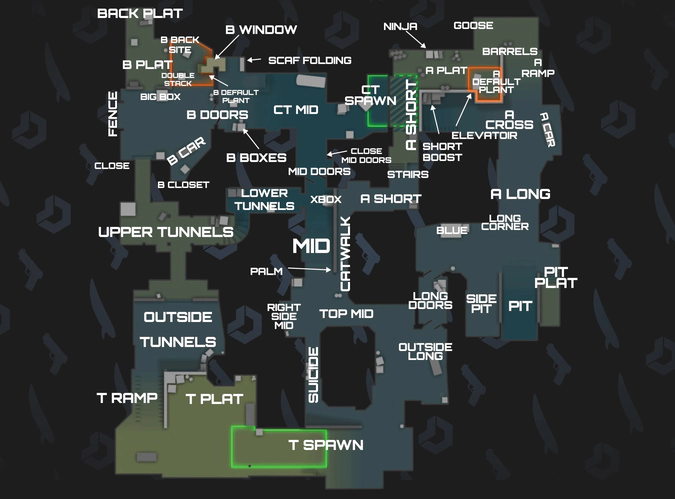 BACK PLAT
B WINDOW
NINJA
GOOSE
B BACK
SITE
SCAFFOLDING
BARRELS
B PLAT
A PLAT
A
RAMP
DOUBLE
STACK
A
DEFAULT
PLANT
BIG BOX
B DEFAULT
PLANT
CT
SPAWN
FENCE
CT MID
B DOORS
A SHORT
A
CROSS
A CAR
ELEVATOIR
B CAR
B BOXES
CLOSE
MID DOORS
SHORT
BOOST
CLOSE
MID DOORS
STAIRS
B CLOSET
LOWER
TUNNELS
XBOX
A SHORT
A LONG
UPPER TUNNELS
MID
CATWALK
BLUE
LONG
CORNER
PALM
PIT
PLAT
OUTSIDE
TUNNELS
RIGHT
SIDE
MID
TOP MID
LONG
DOORS
SIDE
PIT
PIT
SUICIDE
OUTSIDE
LONG
T RAMP
T PLAT
T SPAWN